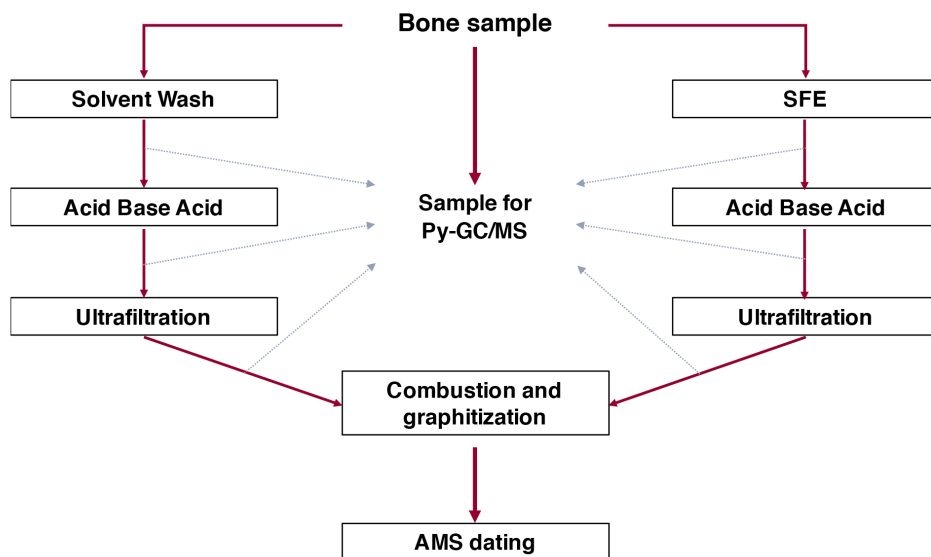 Bone sample
Solvent Wash
SFE
Acid Base Acid
Sample for
Py-GC/MS
Acid Base Acid
Ultrafiltration
Ultrafiltration
Combustion and
graphitization
AMS dating